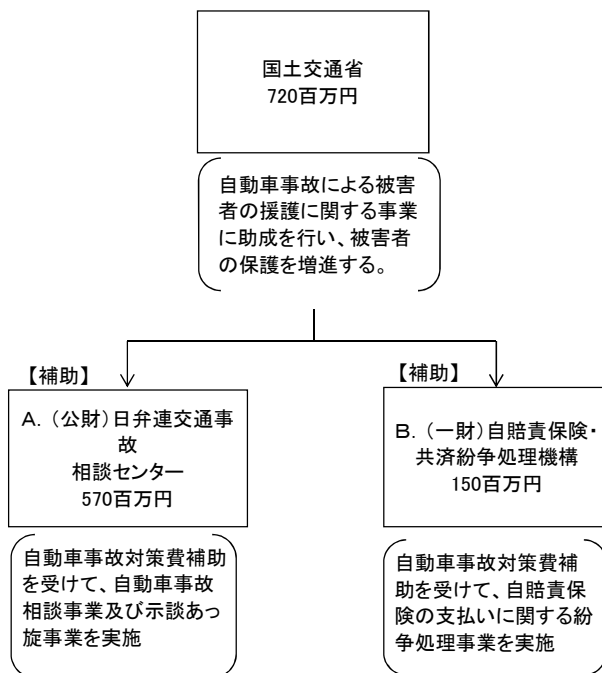 国土交通省
720百万円
自動車事故による被害
者の援護に関する事業
に助成を行い、被害者
の保護を増進する。
【補助】
A. (公財)日弁連交通事
故
相談センター
570百万円
自動車事故対策費補助
を受けて、自動車事故
相談事業及び示談あっ
旋事業を実施
【補助】
B. (一財)自賠責保険・
共済紛争処理機構
150百万円
自動車事故対策費補
助を受けて、自賠責保
険の支払いに関する紛
争処理事業を実施